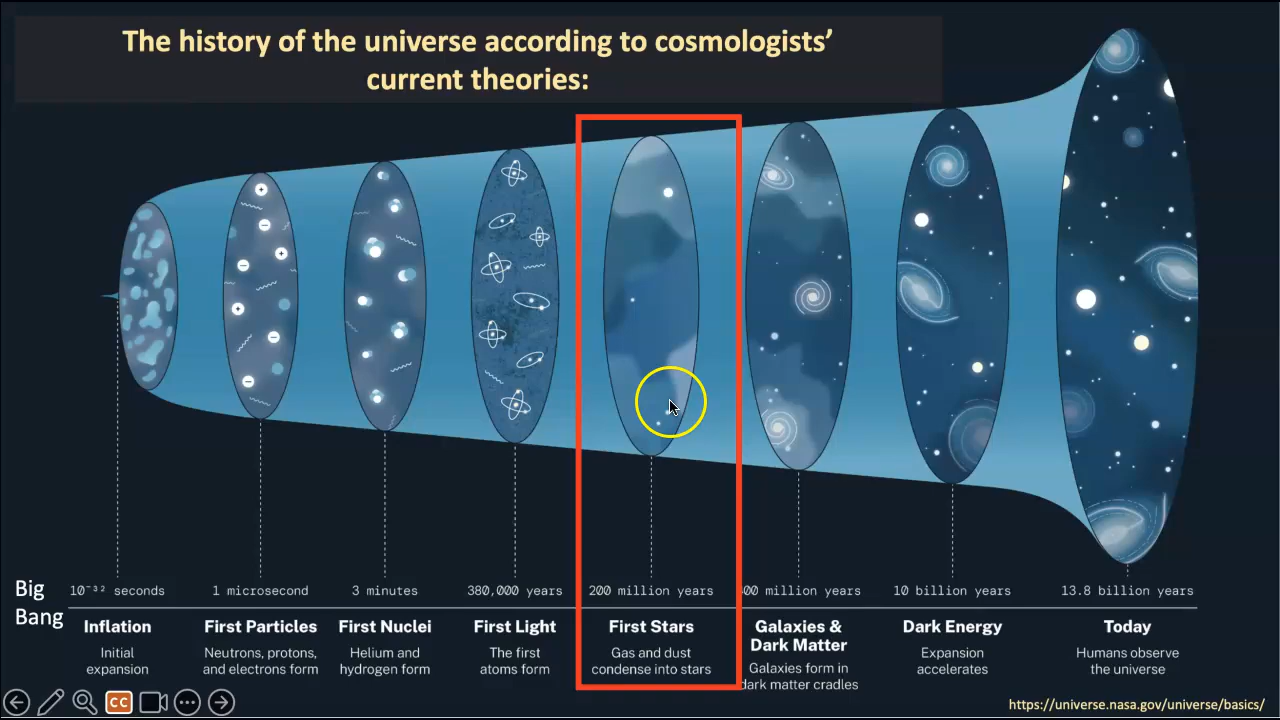 The history of the universe according to cosmologists’
current theories:
Big
Bang
10⁻³² seconds
Inflation
Initial
expansion
1 microsecond
First Particles
Neutrons, protons,
and electrons form
3 minutes
First Nuclei
Helium and
hydrogen form
380,000 years
First Light
The first
atoms form
200 million years
First Stars
Gas and dust
condense into stars
million years
Galaxies &
Dark Matter
Galaxies form in
dark matter cradles
10 billion years
Dark Energy
Expansion
accelerates
13.8 billion years
Today
Humans observe
the universe
CC
https://universe.nasa.gov/universe/basics/